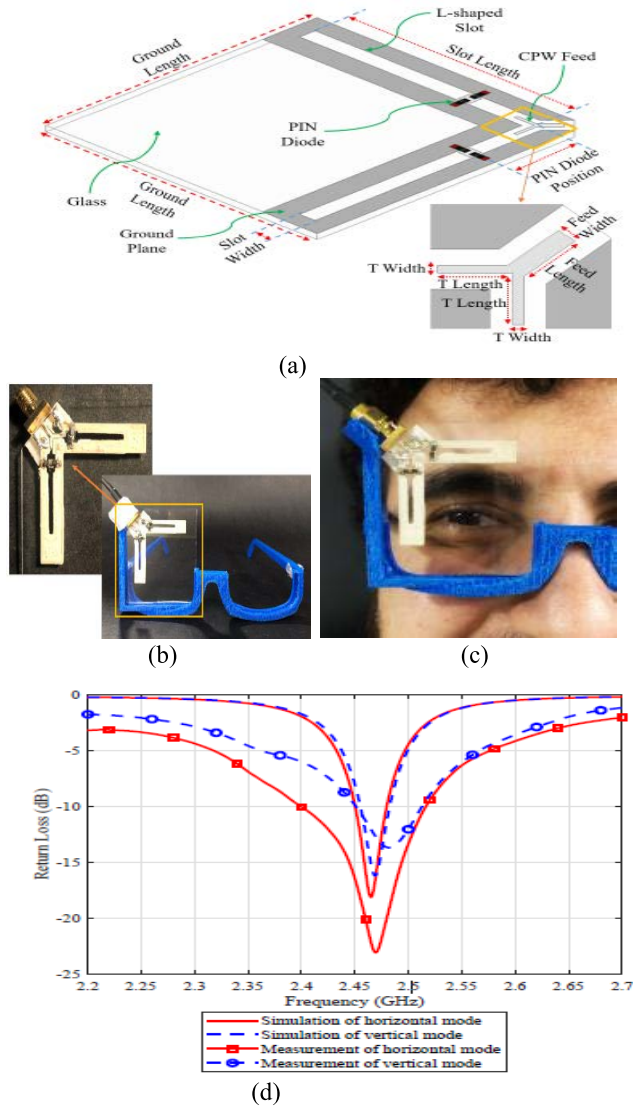 L-shaped
Slot
Ground
Length
Slot Length
CPW Feed
PIN
Diode
Glass
Ground
Length
Ground
Plane
Slot
Width
PIN Diode
Position
Feed
Width
T Width
T Length
T Length
Feed
Length
T Width
(a)
(b)
(c)
0
-5
-10
-15
-20
-25
Return Loss (dB)
2.2 2.25 2.3 2.35 2.4 2.45 2.5 2.55 2.6 2.65 2.7
Frequency (GHz)
Simulation of horizontal mode
Simulation of vertical mode
Measurement of horizontal mode
Measurement of vertical mode
(d)